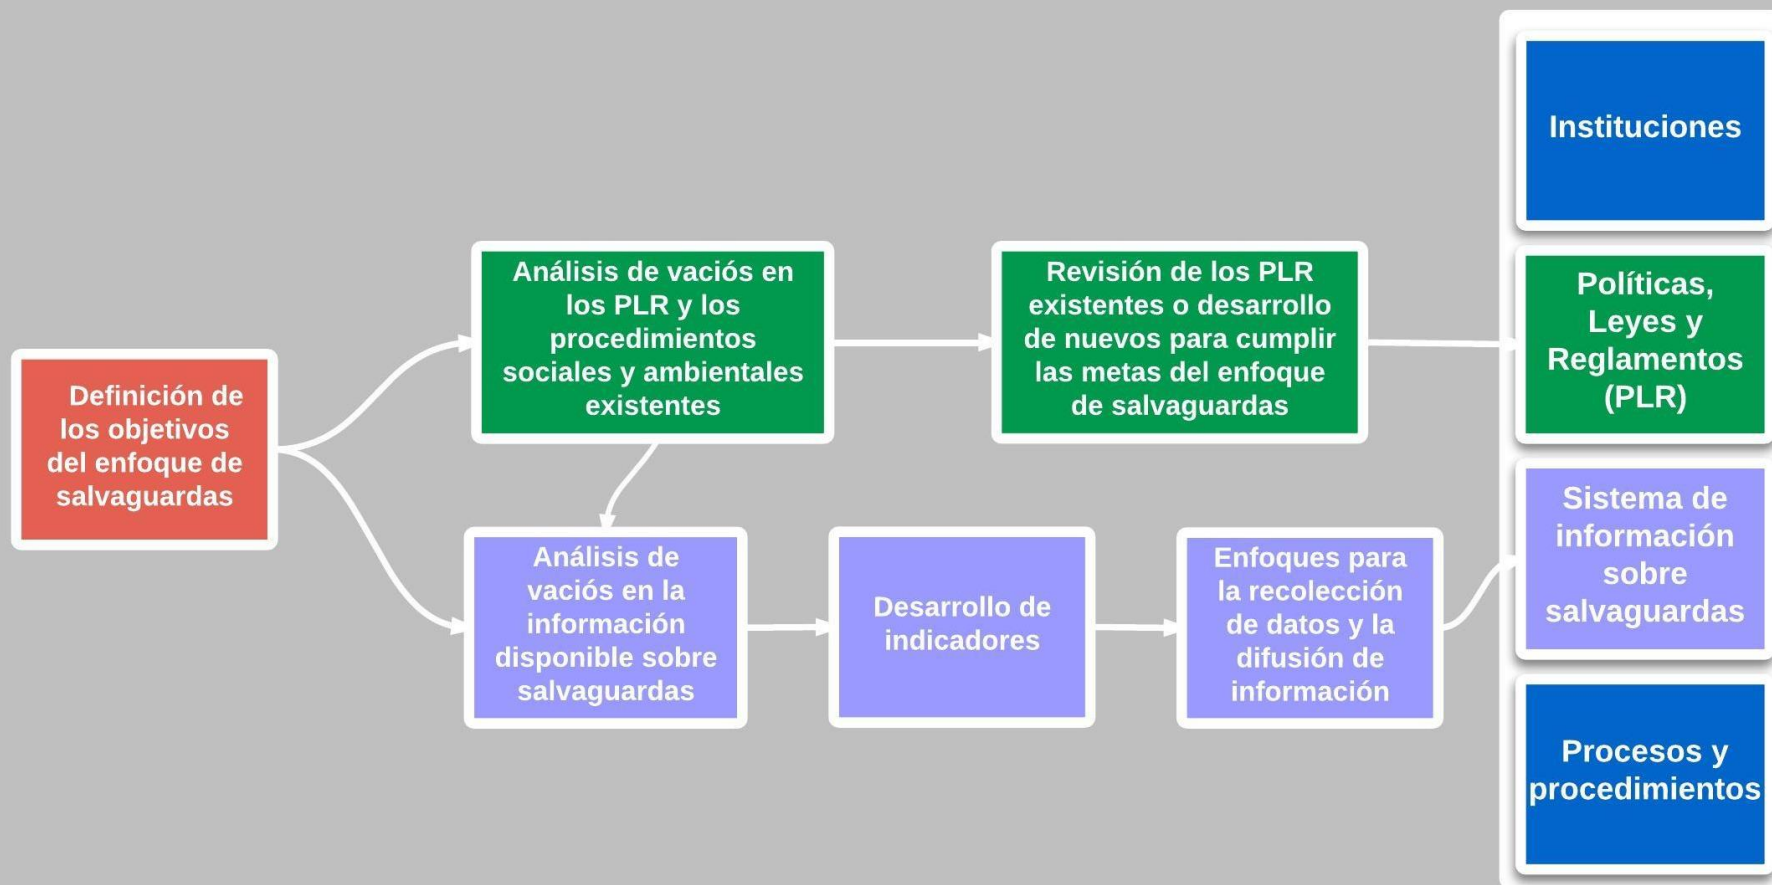 Definición de
los objetivos
del enfoque de
salvaguardas
Análisis de vaciós en
los PLR y los
procedimientos
sociales y ambientales
existentes
Revisión de los PLR
existentes o desarrollo
de nuevos para cumplir
las metas del enfoque
de salvaguardas
Análisis de
vaciós en la
información
disponible sobre
salvaguardas
Desarrollo de
indicadores
Enfoques para
la recolección
de datos y la
difusión de
información
Instituciones
Políticas,
Leyes y
Reglamentos
(PLR)
Sistema de
información
sobre
salvaguardas
Procesos y
procedimientos